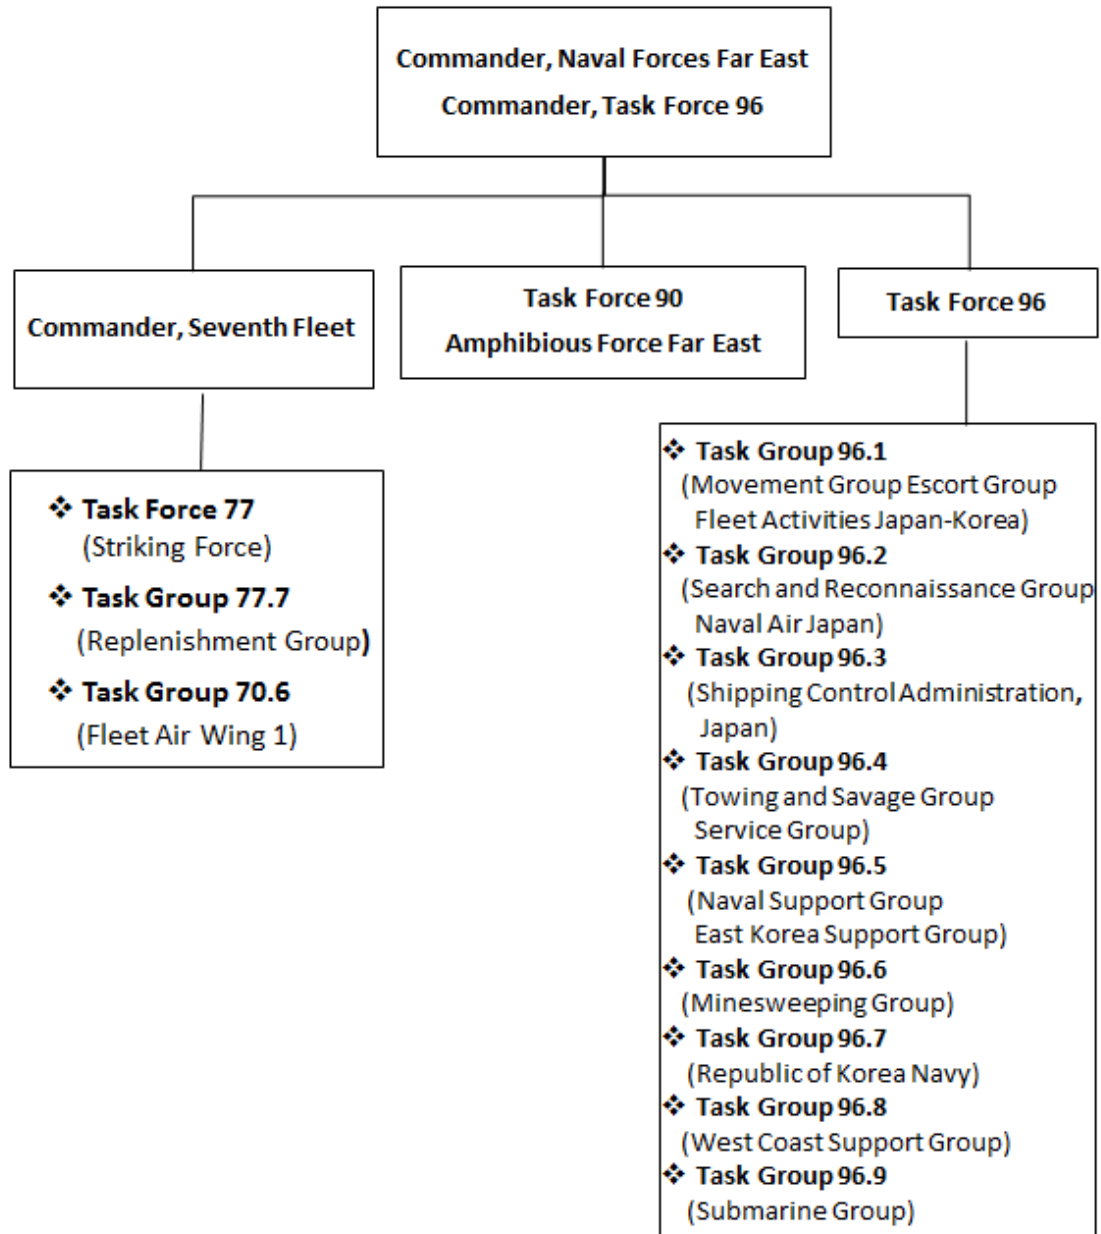 Commander, Naval Forces Far East
Commander, Task Force 96
Commander, Seventh Fleet
Task Force 90
Amphibious Force Far East
Task Force 96
❖ Task Force 77
(Striking Force)
❖ Task Group 77.7
(Replenishment Group)
❖ Task Group 70.6
(Fleet Air Wing 1)
❖ Task Group 96.1
(Movement Group Escort Group
Fleet Activities Japan-Korea)
❖ Task Group 96.2
(Search and Reconnaissance Group
Naval Air Japan)
❖ Task Group 96.3
(Shipping Control Administration,
Japan)
❖ Task Group 96.4
(Towing and Savage Group
Service Group)
❖ Task Group 96.5
(Naval Support Group
East Korea Support Group)
❖ Task Group 96.6
(Minesweeping Group)
❖ Task Group 96.7
(Republic of Korea Navy)
❖ Task Group 96.8
(West Coast Support Group)
❖ Task Group 96.9
(Submarine Group)